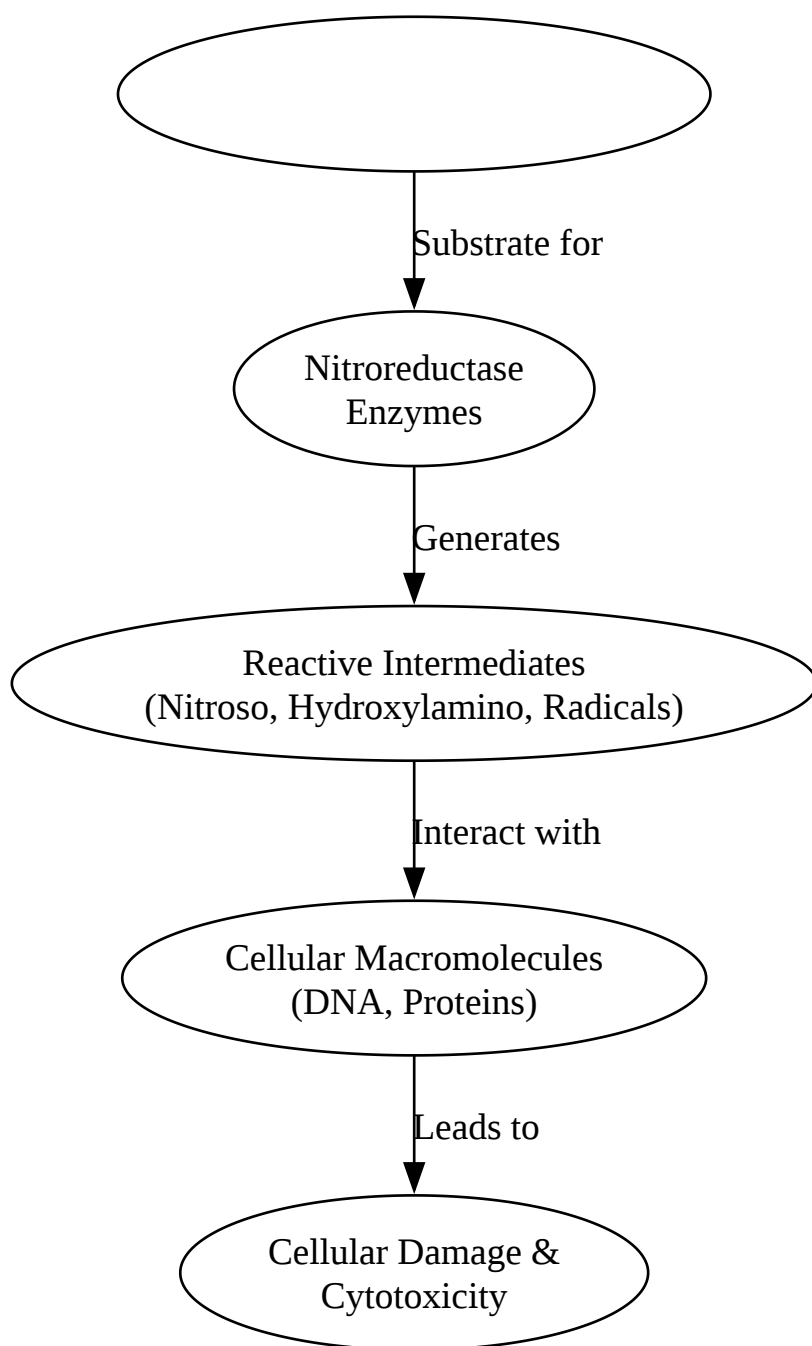 Substrate for
Nitroreductase
Enzymes
Generates
Reactive Intermediates
(Nitroso, Hydroxylamino, Radicals)
Interact with
Cellular Macromolecules
(DNA, Proteins)
Leads to
Cellular Damage &
Cytotoxicity